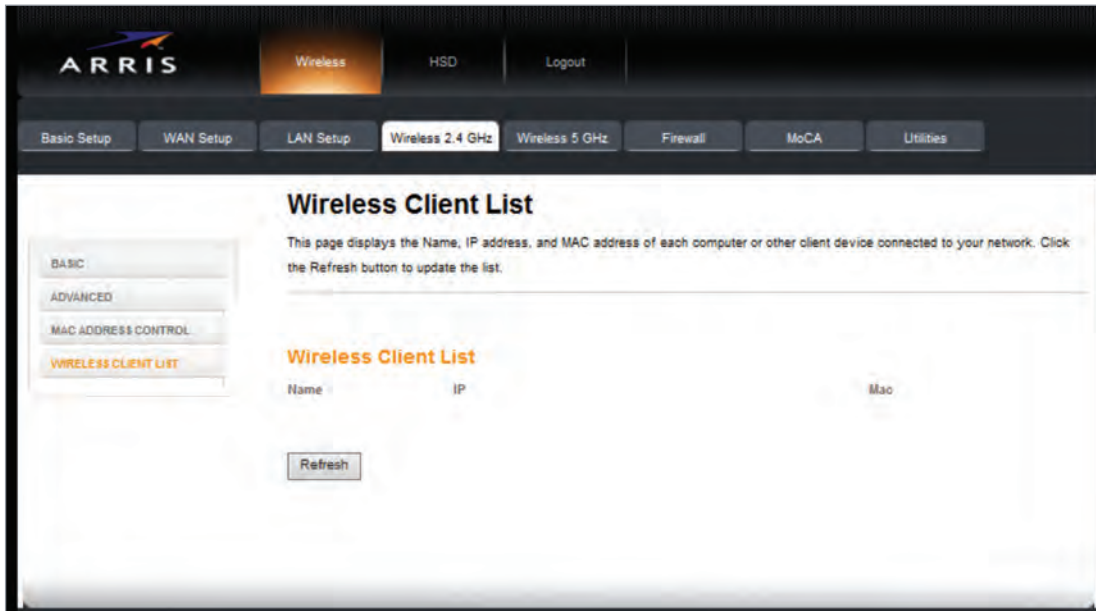 ARRIS
Wireless HSD Logout
Basic Setup WAN Setup LAN Setup Wireless 2.4 GHz Wireless 5 GHz Firewall MoCA Utilities
BASIC
ADVANCED
MAC ADDRESS CONTROL
WIRELESS CLIENT LIST
Wireless Client List
This page displays the Name, IP address, and MAC address of each computer or other client device connected to your network. Click
the Refresh button to update the list.
Wireless Client List
Name IP Mac
Refresh